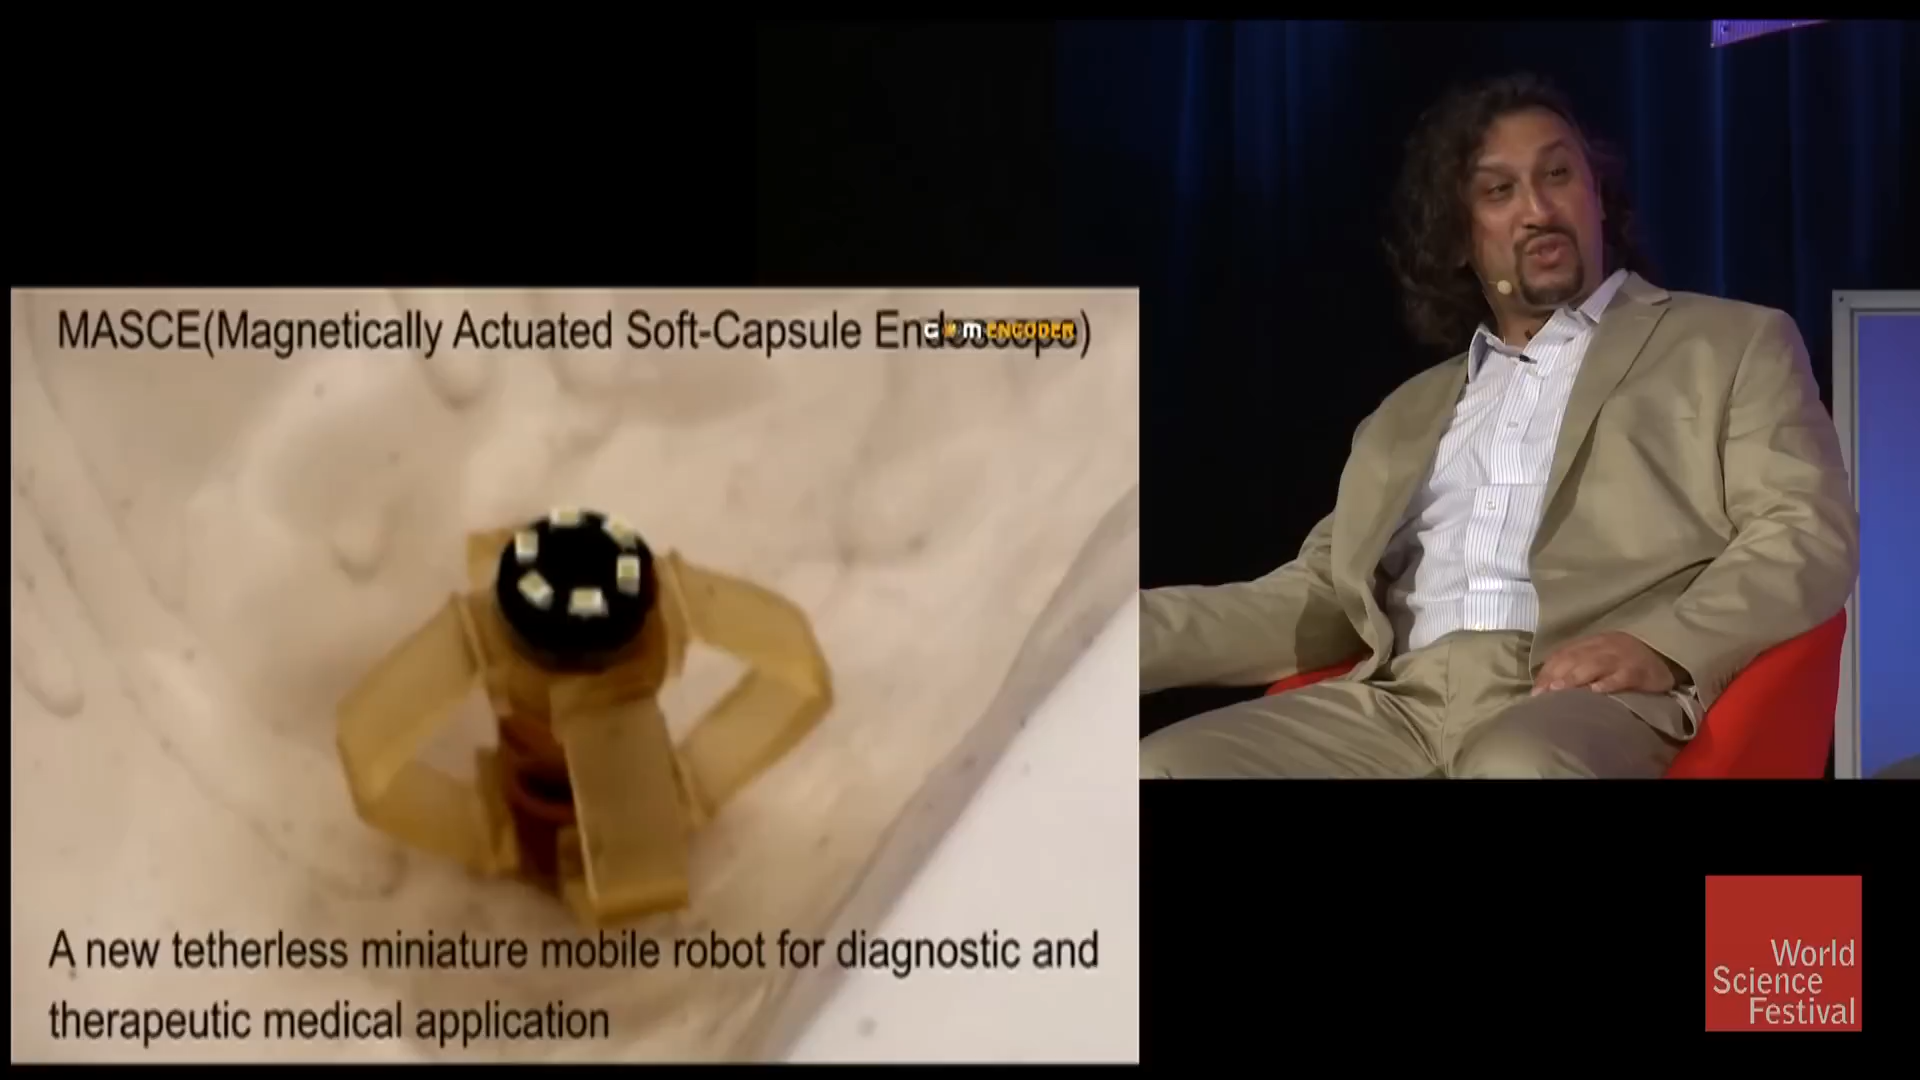 MASCE(Magnetically Actuated Soft-Capsule Endoscope)
A new tetherless miniature mobile robot for diagnostic and
therapeutic medical application
World
Science
Festival